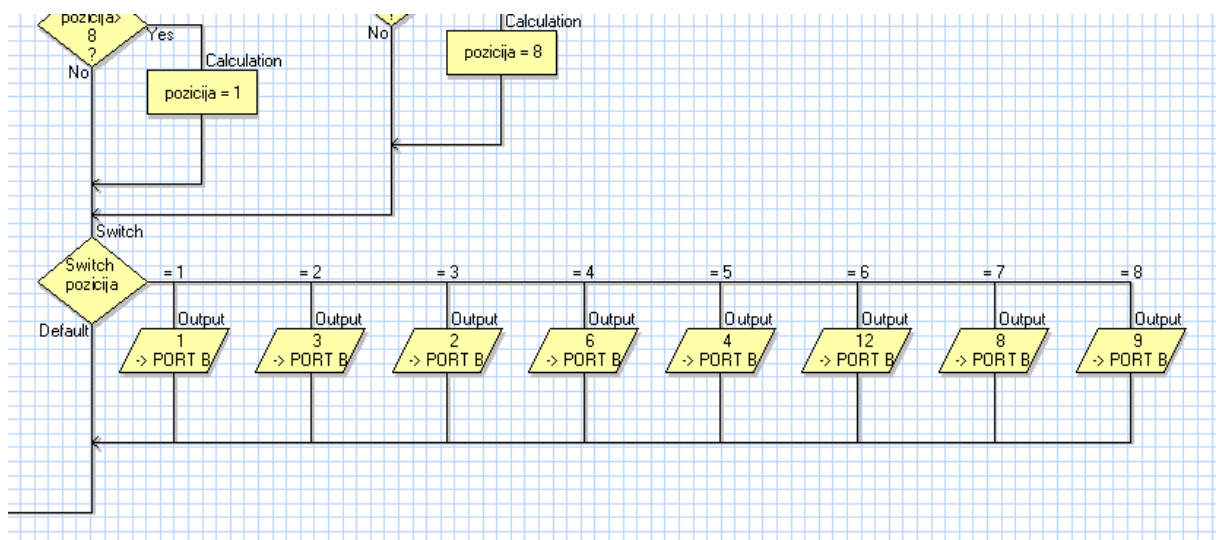 pozicija>
8
?
Yes
No
Calculation
pozicija = 1
No
Calculation
pozicija = 8
Switch
Switch
pozicija
Default
= 1
= 2
= 3
= 4
= 5
= 6
= 7
= 8
Output
1
-> PORT B
Output
3
-> PORT B
Output
2
-> PORT B
Output
6
-> PORT B
Output
4
-> PORT B
Output
12
-> PORT B
Output
8
-> PORT B
Output
9
-> PORT B